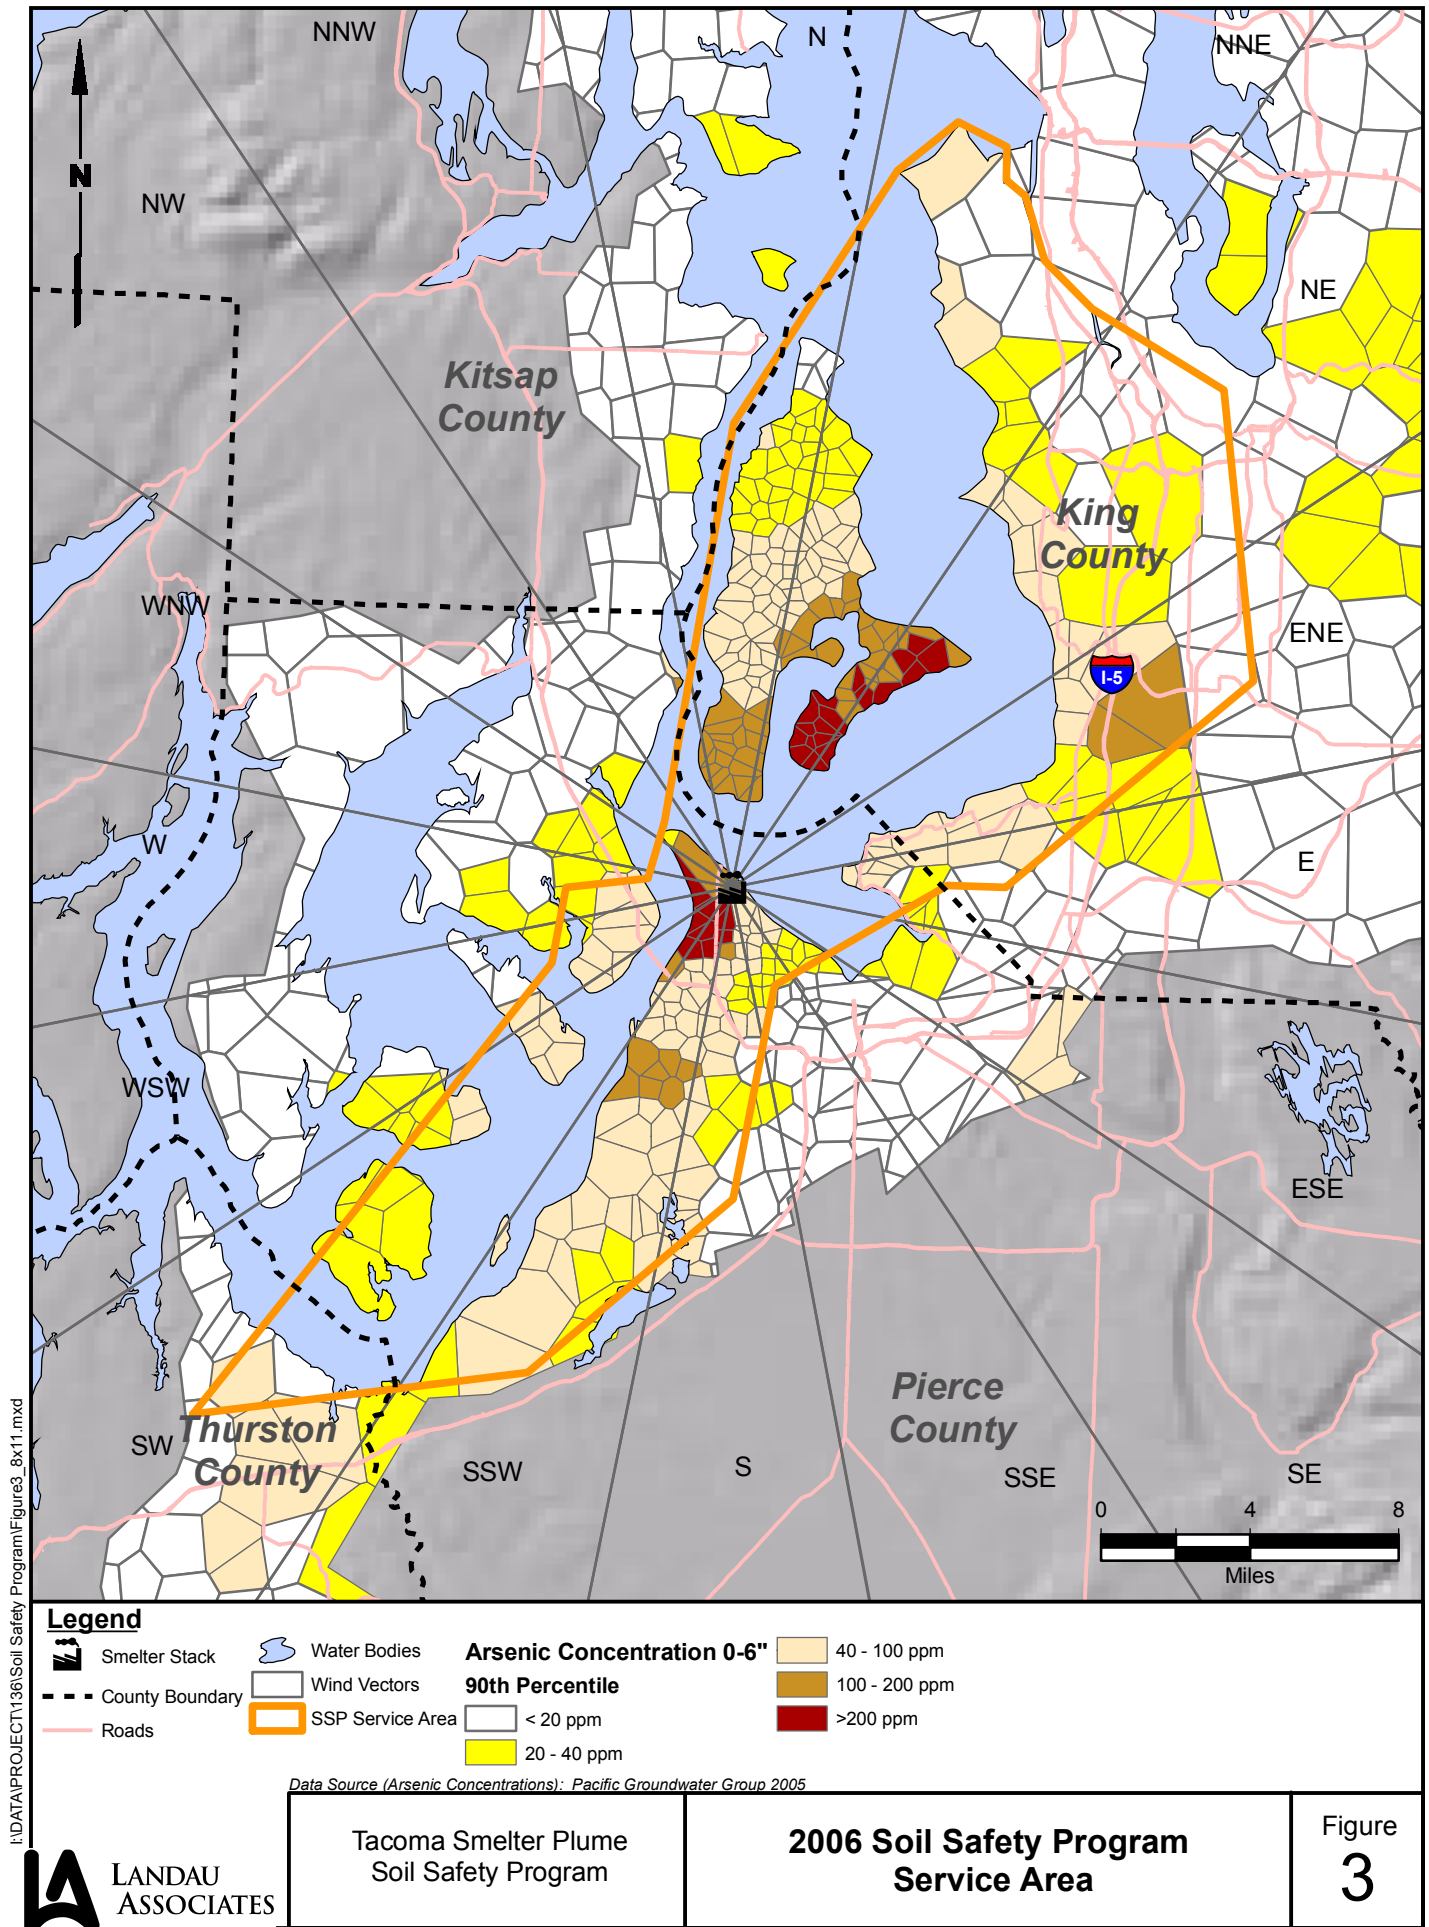 NNW
N
NNE
N
NW
NE
Kitsap
County
King
County
WNW
ENE
I-5
W
E
WSW
ESE
Pierce
County
Thurston
County
SW
SSW
S
SSE
SE
0 4 8
Miles
I:\DATA\PROJECT\136\Soil Safety Program\Figure3_8x11.mxd
Legend
Smelter Stack
County Boundary
Roads
Water Bodies
Wind Vectors
SSP Service Area
Arsenic Concentration 0-6"
90th Percentile
< 20 ppm
20 - 40 ppm
40 - 100 ppm
100 - 200 ppm
>200 ppm
Data Source (Arsenic Concentrations): Pacific Groundwater Group 2005
LA
LANDAU
ASSOCIATES
Tacoma Smelter Plume
Soil Safety Program
2006 Soil Safety Program
Service Area
Figure
3